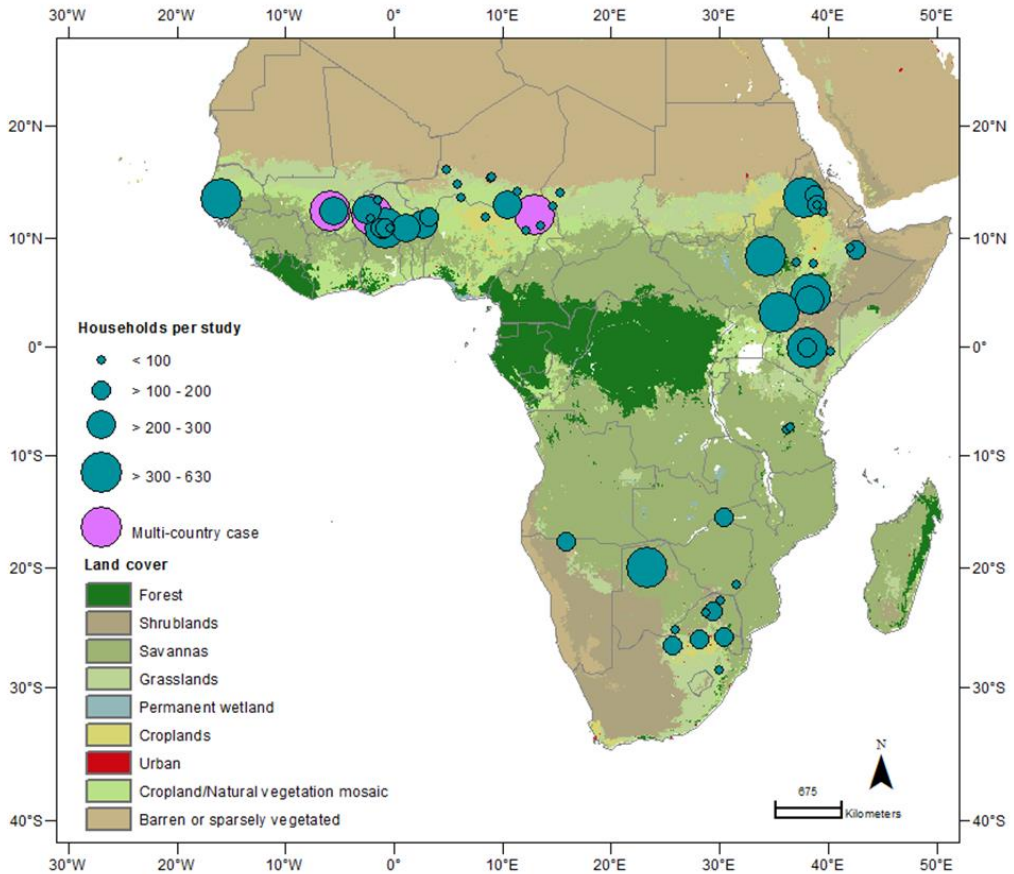 20°W 10°W 0° 10°E 20°E 30°E 40°E 50°E
20°N 20°N
10°N 10°N
0° 0°
10°S 10°S
20°S 20°S
30°S 30°S
40°S 40°S
Households per study
< 100
> 100 - 200
> 200 - 300
> 300 - 630
Multi-country case
Land cover
Forest
Shrublands
Savannas
Grasslands
Permanent wetland
Croplands
Urban
Cropland/Natural vegetation mosaic
Barren or sparsely vegetated
N
675
Kilometers
30°W 20°W 10°W 0° 10°E 20°E 30°E 40°E 50°E